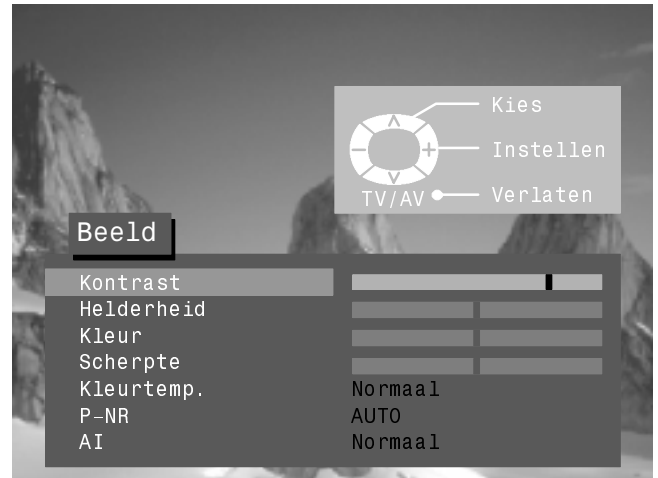 Kies
Instellen
TV/AV Verlaten
Beeld
Kontrast
Helderheid
Kleur
Scherpte
Kleurtemp. Normaal
P-NR AUTO
AI Normaal